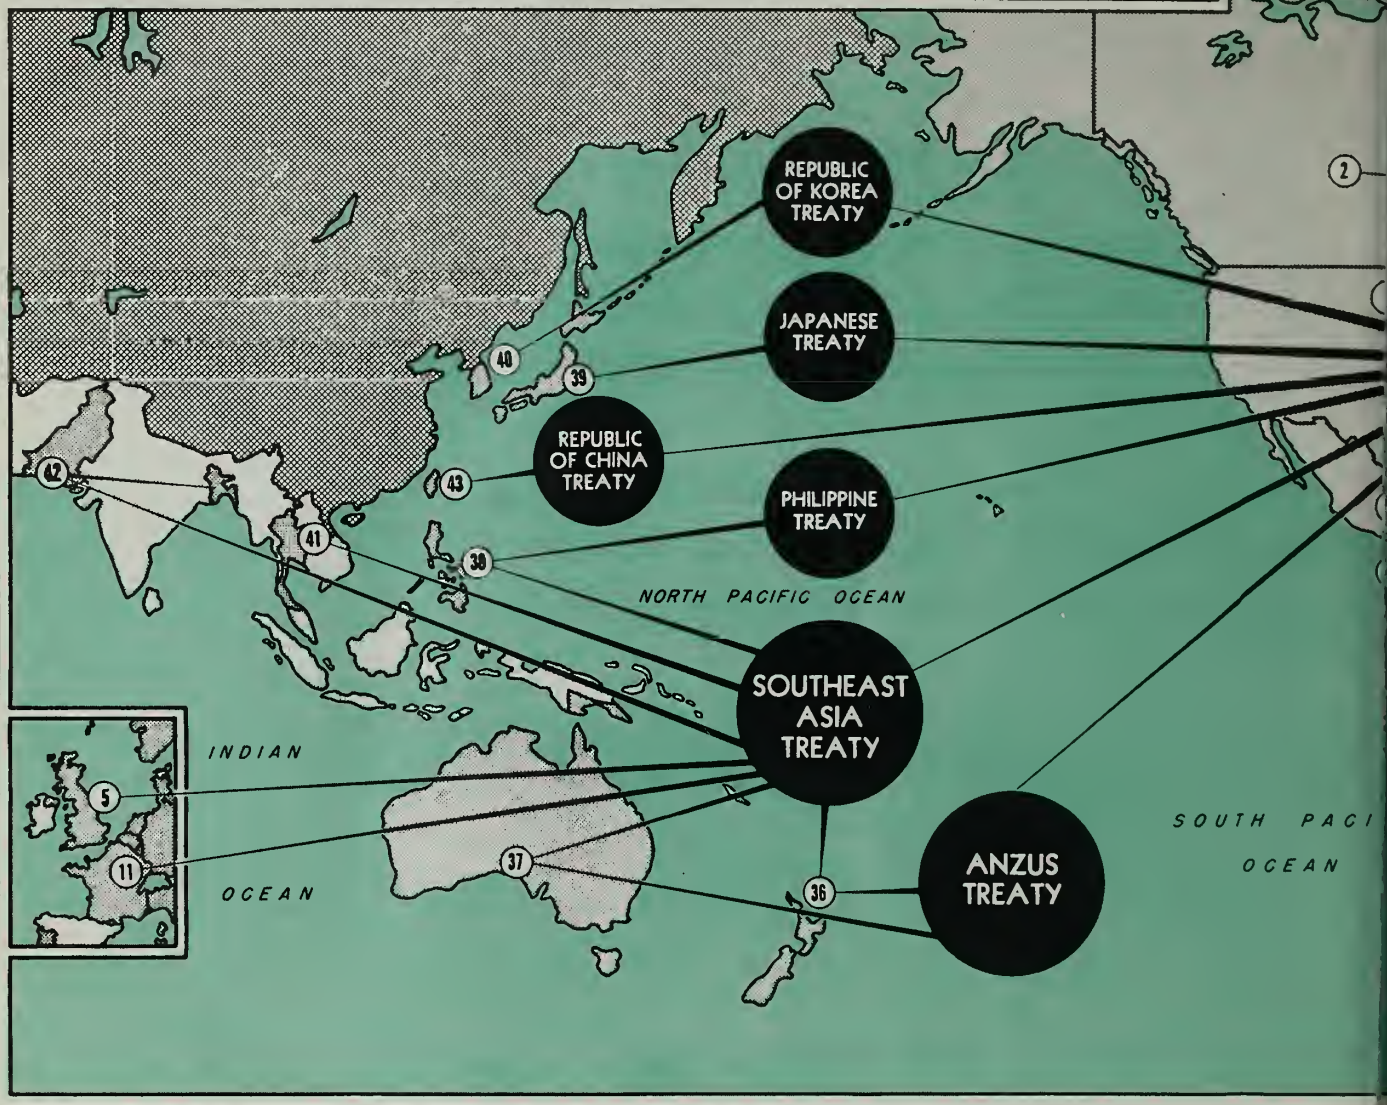 REPUBLIC
OF KOREA
TREATY
2
JAPANESE
TREATY
40
39
REPUBLIC
OF CHINA
TREATY
42
43
PHILIPPINE
TREATY
41
38
NORTH PACIFIC OCEAN
SOUTHEAST
ASIA
TREATY
INDIAN
OCEAN
5
11
37
36
ANZUS
TREATY
SOUTH PACI
OCEAN